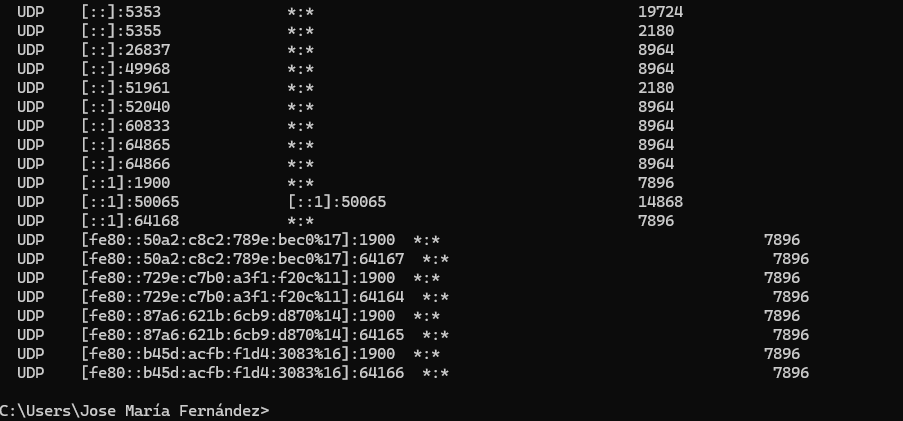 UDP    [::]:5353              *:*                                    19724
UDP    [::]:5355              *:*                                    2180
UDP    [::]:26837             *:*                                    8964
UDP    [::]:49968             *:*                                    8964
UDP    [::]:51961             *:*                                    2180
UDP    [::]:52040             *:*                                    8964
UDP    [::]:60833             *:*                                    8964
UDP    [::]:64865             *:*                                    8964
UDP    [::]:64866             *:*                                    8964
UDP    [::1]:1900             *:*                                    7896
UDP    [::1]:50065            [::1]:50065                            14868
UDP    [::1]:64168            *:*                                    7896
UDP    [fe80::50a2:c8c2:789e:bec0%17]:1900  *:*                                    7896
UDP    [fe80::50a2:c8c2:789e:bec0%17]:64167  *:*                                    7896
UDP    [fe80::729e:c7b0:a3f1:f20c%11]:1900  *:*                                    7896
UDP    [fe80::729e:c7b0:a3f1:f20c%11]:64164  *:*                                    7896
UDP    [fe80::87a6:621b:6cb9:d870%14]:1900  *:*                                    7896
UDP    [fe80::87a6:621b:6cb9:d870%14]:64165  *:*                                    7896
UDP    [fe80::b45d:acfb:f1d4:3083%16]:1900  *:*                                    7896
UDP    [fe80::b45d:acfb:f1d4:3083%16]:64166  *:*                                    7896
C:\Users\Jose María Fernández>